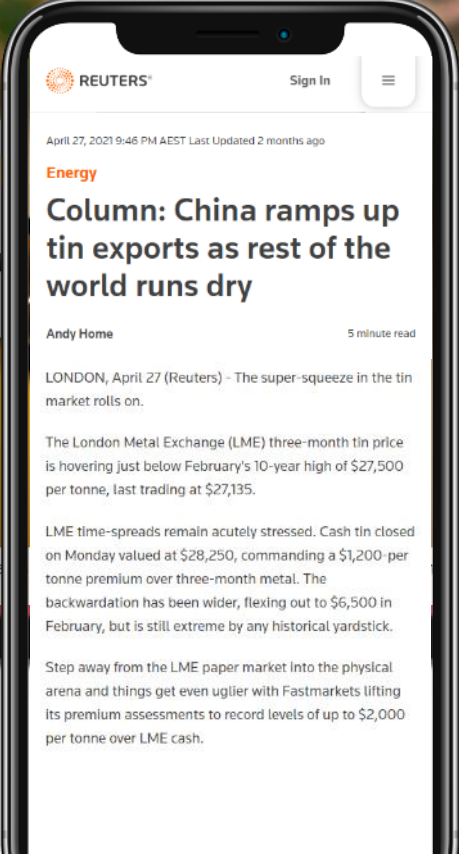 REUTERS®
Sign In
April 27, 2021 9:46 PM AEST Last Updated 2 months ago
Energy
Column: China ramps up
tin exports as rest of the
world runs dry
Andy Home
5 minute read
LONDON, April 27 (Reuters) - The super-squeeze in the tin
market rolls on.
The London Metal Exchange (LME) three-month tin price
is hovering just below February's 10-year high of $27,500
per tonne, last trading at $27,135.
LME time-spreads remain acutely stressed. Cash tin closed
on Monday valued at $28,250, commanding a $1,200-per
tonne premium over three-month metal. The
backwardation has been wider, flexing out to $6,500 in
February, but is still extreme by any historical yardstick.
Step away from the LME paper market into the physical
arena and things get even uglier with Fastmarkets lifting
its premium assessments to record levels of up to $2,000
per tonne over LME cash.